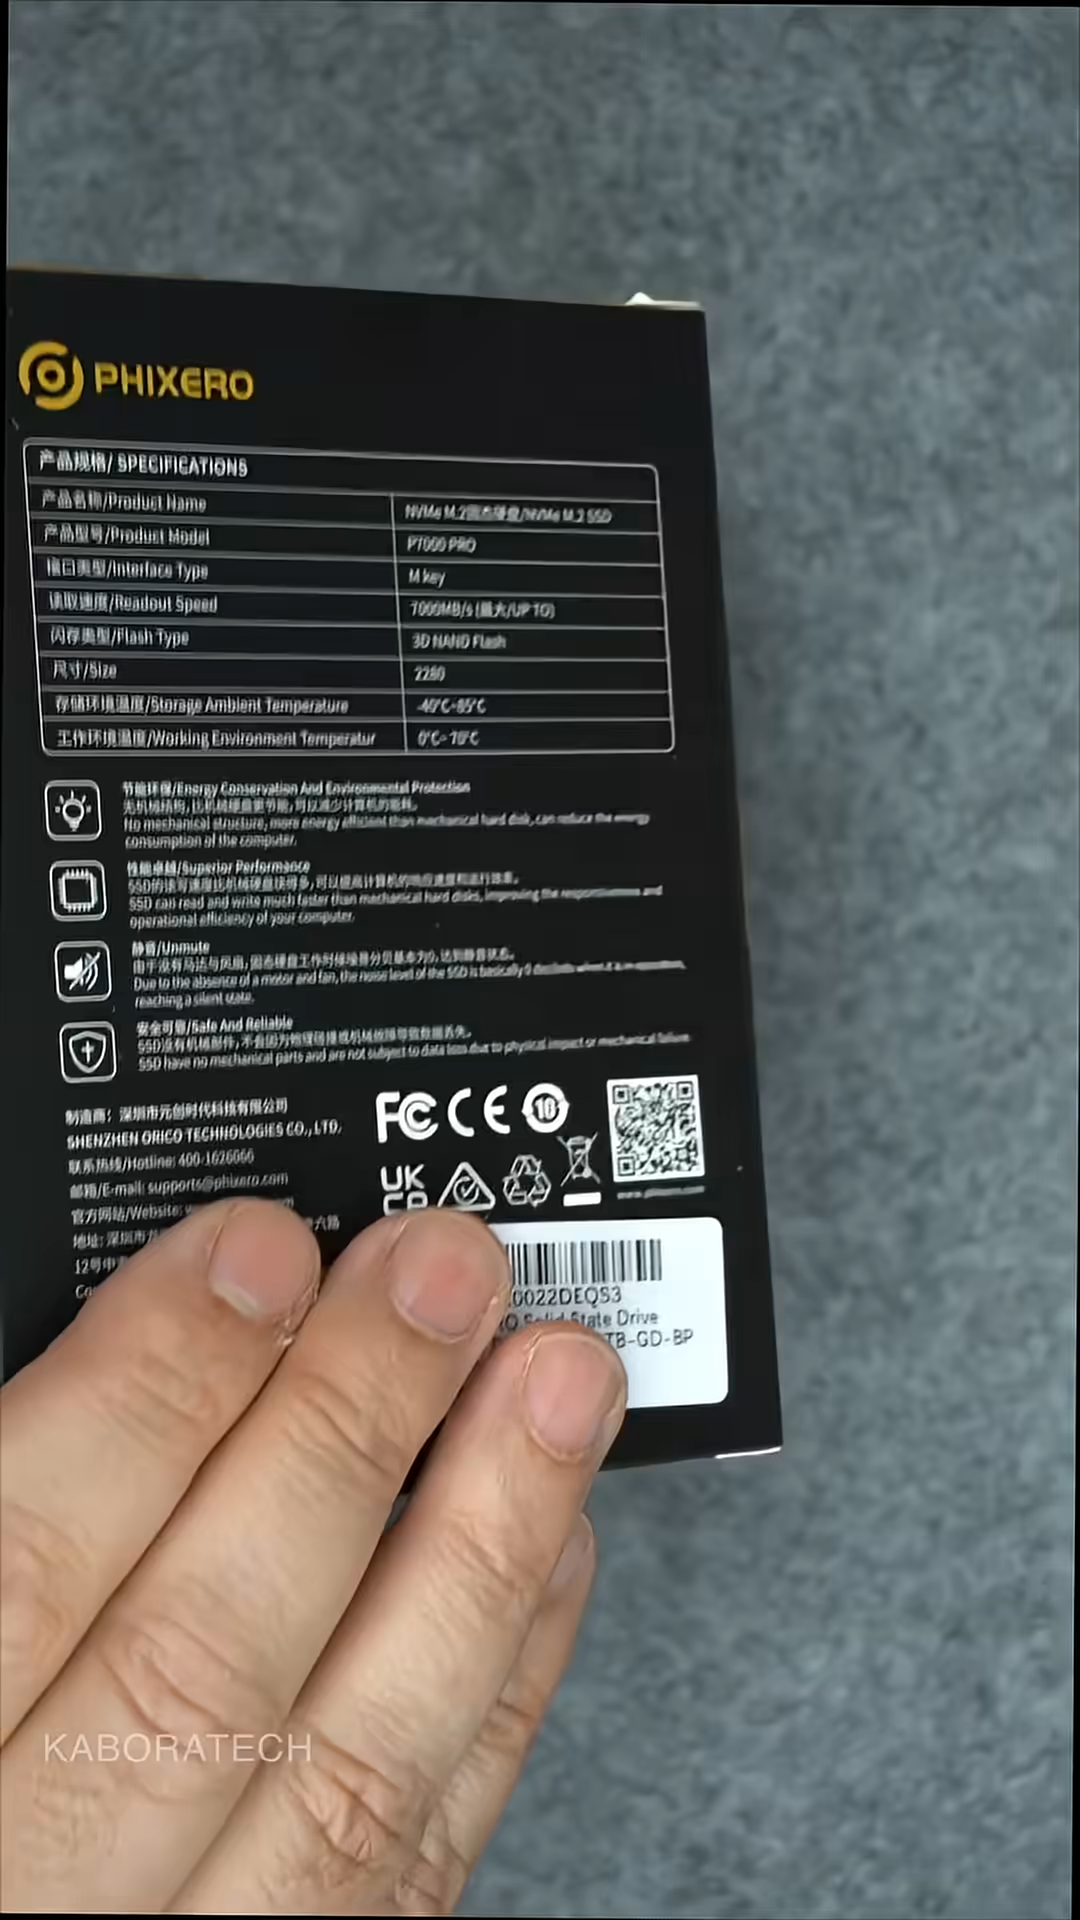 PHIXERO
产品规格/ SPECIFICATIONS
产品名称/Product Name
NVMe M.2固态硬盘/NVMe M.2 SSD
产品型号/Product Model
P7000 PRO
接口类型/Interface Type
M key
读取速度/Readout Speed
7000MB/s (最大/UP TO)
闪存类型/Flash Type
3D NAND Flash
尺寸/Size
2280
存储环境温度/Storage Ambient Temperature
-40°C-85°C
工作环境温度/Working Environment Temperatur
0°C- 70°C
节能环保/Energy Conservation And Environmental Protection
无机械结构, 比机械硬盘更节能, 可以减少计算机的能耗。
No mechanical structure, more energy efficient than mechanical hard disk, can reduce the energy
consumption of the computer.
性能卓越/Superior Performance
SSD的读写速度比机械硬盘快得多, 可以提高计算机的响应速度和运行效率。
SSD can read and write much faster than mechanical hard disks, improving the responsiveness and
operational efficiency of your computer.
静音/Unmute
由于没有马达与风扇, 固态硬盘工作时候噪音分贝基本为0, 达到静音状态。
Due to the absence of a motor and fan, the noise level of the SSD is basically 0 decibels when it is in operation,
reaching a silent state.
安全可靠/Safe And Reliable
SSD没有机械部件, 不会因为物理碰撞或机械故障导致数据丢失。
SSD have no mechanical parts and are not subject to data loss due to physical impact or mechanical failure
制造商: 深圳市元创时代科技有限公司
SHENZHEN ORICO TECHNOLOGIES CO., LTD.
联系热线/Hotline: 400-1626066
邮箱/E-mail: supports@phixero.com
官方网站/Website:
地址: 深圳市 六路
12号中
FC CE 10
UK
CA
www.phixero.com
0022DEQS3
O Solid State Drive
TB-GD-BP
KABORATECH